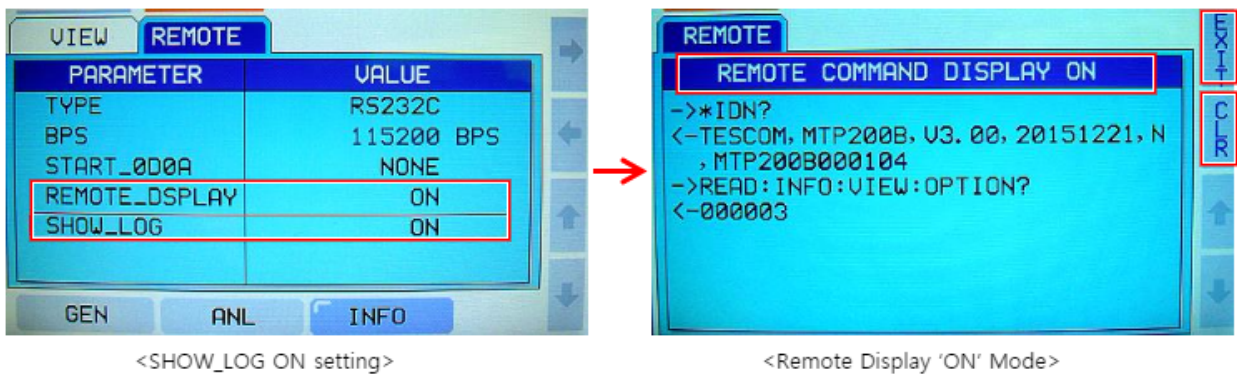 VIEW REMOTE
PARAMETER VALUE
TYPE RS232C
BPS 115200 BPS
START_0D0A NONE
REMOTE_DSPLAY ON
SHOW_LOG ON
GEN ANL INFO
<SHOW_LOG ON setting>
REMOTE
REMOTE COMMAND DISPLAY ON
->*IDN?
<-TESCOM,MTP200B,V3.00,20151221,N
,MTP200B000104
->READ:INFO:VIEW:OPTION?
<-000003
EXIT
CLR
<Remote Display ‘ON’ Mode>